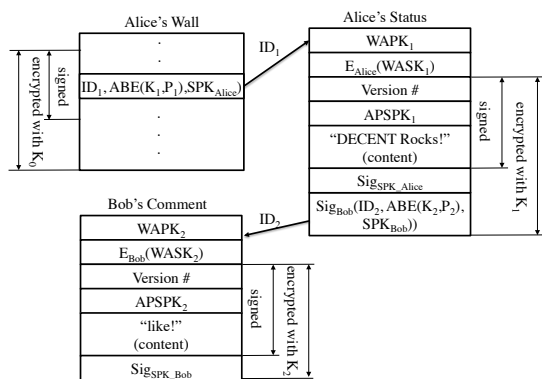 Alice's Wall
encrypted with K0
signed
.
.
ID1, ABE(K1,P1),SPKAlice)
.
.
.
ID1
Alice's Status
WAPK1
EAlice(WASK1)
Version #
APSPK1
“DECENT Rocks!”
(content)
SigSPK_Alice
SigBob(ID2, ABE(K2,P2),
SPKBob))
signed
encrypted with K1
ID2
Bob's Comment
WAPK2
EBob(WASK2)
Version #
APSPK2
“like!”
(content)
SigSPK_Bob
signed
encrypted with K2